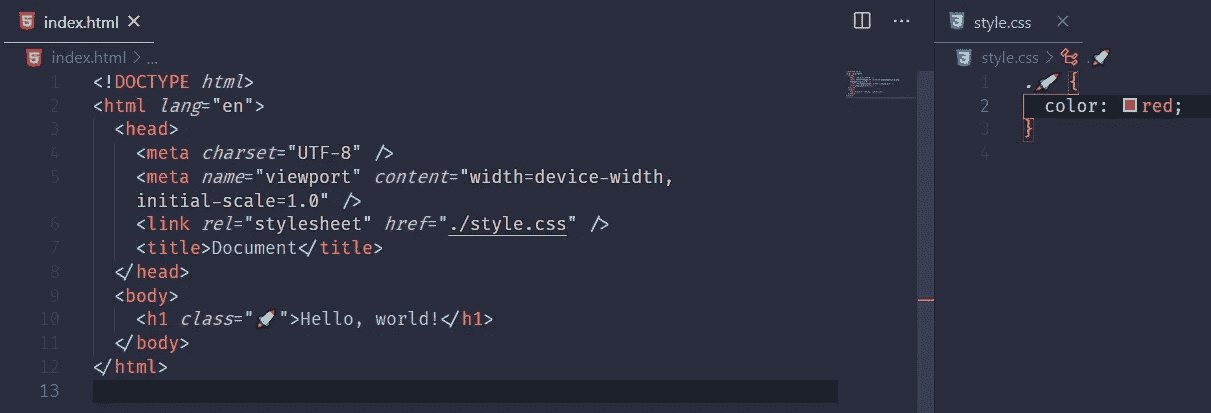 index.html
index.html > ...
1 <!DOCTYPE html>
2 <html lang="en">
3 <head>
4 <meta charset="UTF-8" />
5 <meta name="viewport" content="width=device-width,
initial-scale=1.0" />
6 <link rel="stylesheet" href="./style.css" />
7 <title>Document</title>
8 </head>
9 <body>
10 <h1 class="🚀">Hello, world!</h1>
11 </body>
12 </html>
13
style.css
style.css > .🚀
1 .🚀 {
2 color: red;
3 }
4